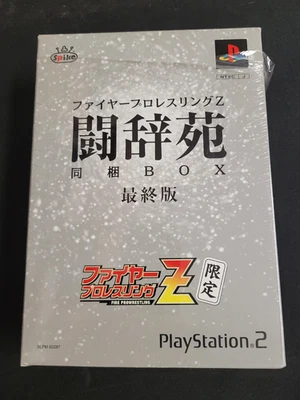 Spike
ファイヤープロレスリングZ
闘辞苑
同梱BOX
最終版
ファイヤー
プロレスリング
Z
限定
FIRE PROWRESTLING
PlayStation®2